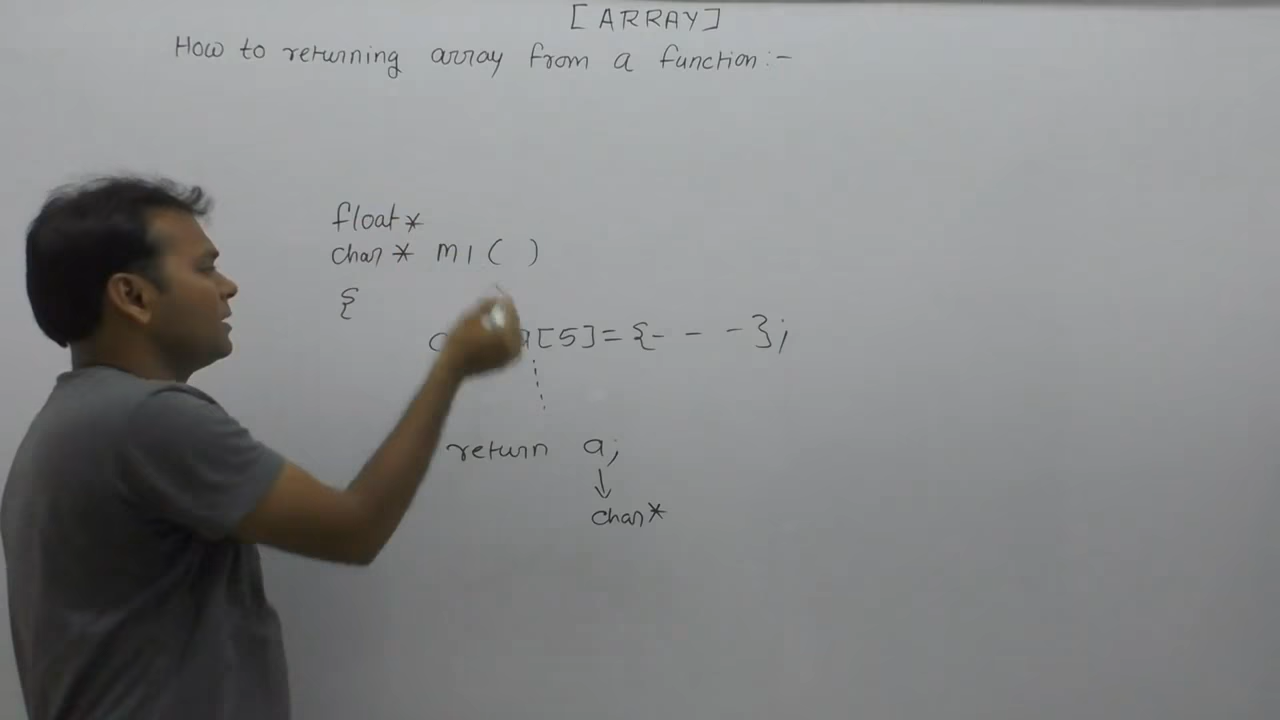 [ARRAY]
How to returning array from a function:-
float*
char* m1( )
{
a[5]={- - -};
return a;
↓
char*